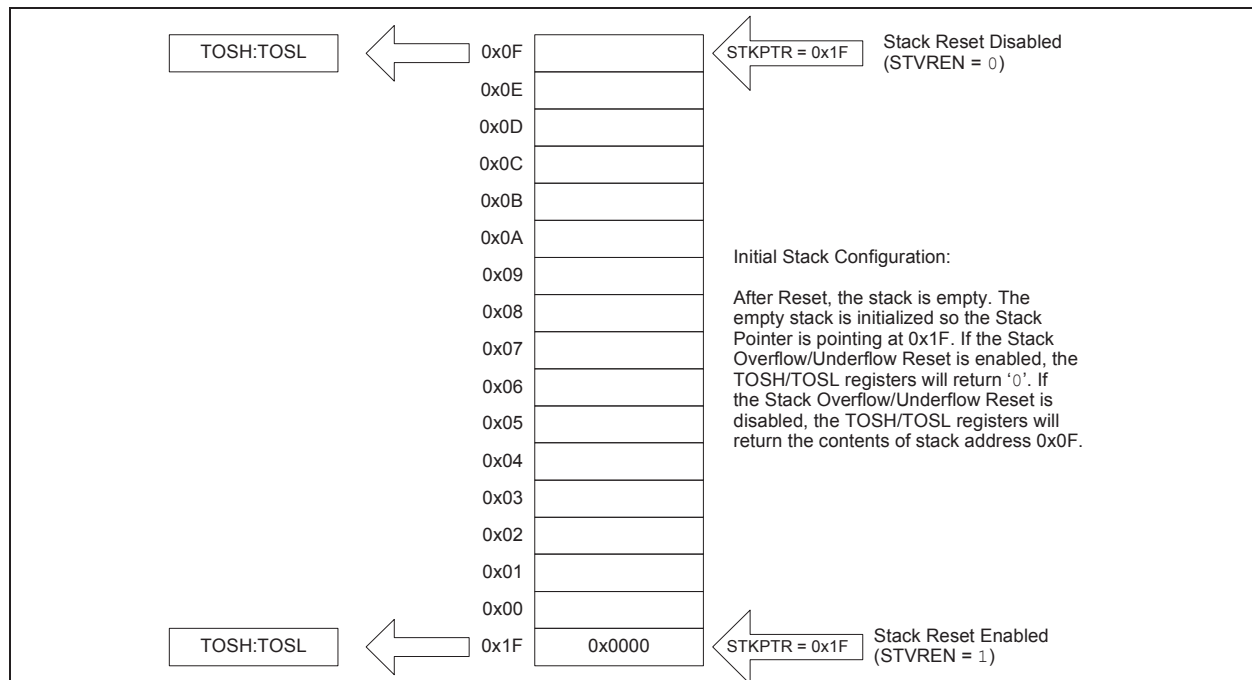 TOSH:TOSL
0x0F
STKPTR = 0x1F
Stack Reset Disabled
(STVREN = 0)
0x0E
0x0D
0x0C
0x0B
0x0A
0x09
0x08
0x07
0x06
0x05
0x04
0x03
0x02
0x01
0x00
Initial Stack Configuration:
After Reset, the stack is empty. The
empty stack is initialized so the Stack
Pointer is pointing at 0x1F. If the Stack
Overflow/Underflow Reset is enabled, the
TOSH/TOSL registers will return ‘0’. If
the Stack Overflow/Underflow Reset is
disabled, the TOSH/TOSL registers will
return the contents of stack address 0x0F.
TOSH:TOSL
0x1F
0x0000
STKPTR = 0x1F
Stack Reset Enabled
(STVREN = 1)